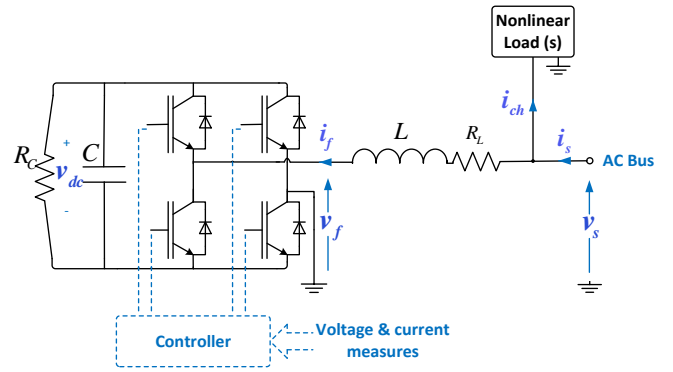 Nonlinear
Load (s)
i_ch
i_f
L
R_L
i_s
AC Bus
R_C
+
v_dc
C
-
v_f
v_s
Controller
Voltage & current
measures